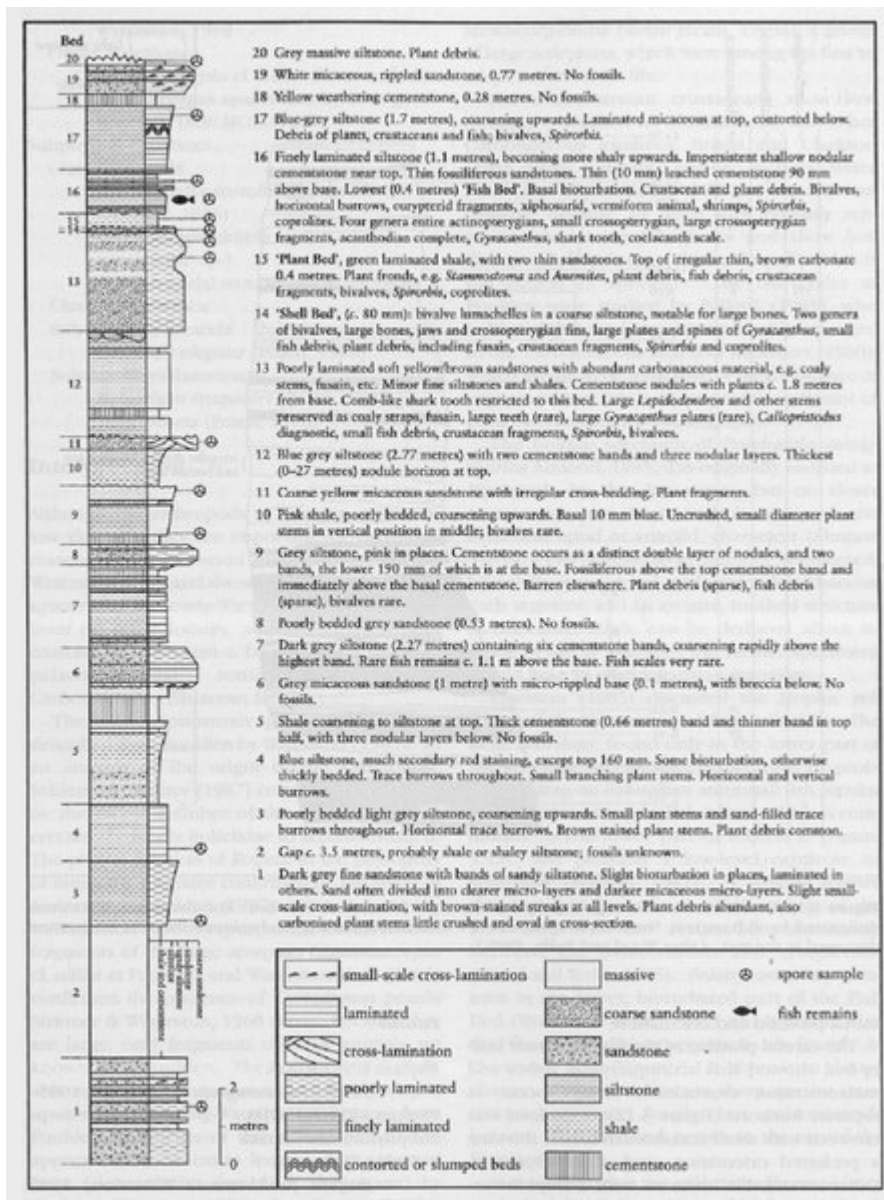 Bed
20 Grey massive siltstone. Plant debris.
19 White micaceous, rippled sandstone, 0.77 metres. No fossils.
18 Yellow weathering cementstone, 0.28 metres. No fossils.
17 Blue-grey siltstone (1.7 metres), coarsening upwards. Laminated micaceous at top, contorted below.
Debris of plants, crustaceans and fish; bivalves, Spirorbis.
16 Finely laminated siltstone (1.1 metres), becoming more shaly upwards. Impersistent shallow nodular
cementstone near top. Thin fossiliferous sandstones. Thin (10 mm) leached cementstone 90 mm
above base. Lowest (0.4 metres) 'Fish Bed'. Basal bioturbation. Crustacean and plant debris. Bivalves,
horizontal burrows, eurypterid fragments, xiphosurid, vermiform animal, shrimps, Spirorbis,
coprolites. Four genera entire actinopterygians, small crossopterygian, large crossopterygian
fragments, acanthodian complete, Gyracanthus, shark tooth, coelacanth scale.
15 'Plant Bed', green laminated shale, with two thin sandstones. Top of irregular thin, brown carbonate
0.4 metres. Plant fronds, e.g. Stamnostoma and Aneimites, plant debris, fish debris, crustacean
fragments, bivalves, Spirorbis, coprolites.
14 'Shell Bed', (c. 80 mm): bivalve lumachelles in a coarse siltstone, notable for large bones. Two genera
of bivalves, large bones, jaws and crossopterygian fins, large plates and spines of Gyracanthus, small
fish debris, plant debris, including fusain, crustacean fragments, Spirorbis and coprolites.
13 Poorly laminated soft yellow/brown sandstones with abundant carbonaceous material, e.g. coaly
stems, fusain, etc. Minor fine siltstones and shales. Cementstone nodules with plants c. 1.8 metres
from base. Comb-like shark tooth restricted to this bed. Large Lepidodendron and other stems
preserved as coaly straps, fusain, large teeth (rare), large Gyracanthus plates (rare), Callopristodus
diagnostic, small fish debris, crustacean fragments, Spirorbis, bivalves.
12 Blue grey siltstone (2.77 metres) with two cementstone bands and three nodular layers. Thickest
(0–27 metres) nodule horizon at top.
11 Coarse yellow micaceous sandstone with irregular cross-bedding. Plant fragments.
10 Pink shale, poorly bedded, coarsening upwards. Basal 10 mm blue. Uncrushed, small diameter plant
stems in vertical position in middle; bivalves rare.
9 Grey siltstone, pink in places. Cementstone occurs as a distinct double layer of nodules, and two
bands, the lower 190 mm of which is at the base. Fossiliferous above the top cementstone band and
immediately above the basal cementstone. Barren elsewhere. Plant debris (sparse), fish debris
(sparse), bivalves rare.
8 Poorly bedded grey sandstone (0.53 metres). No fossils.
7 Dark grey siltstone (2.27 metres) containing six cementstone bands, coarsening rapidly above the
highest band. Rare fish remains c. 1.1 m above the base. Fish scales very rare.
6 Grey micaceous sandstone (1 metre) with micro-rippled base (0.1 metre), with breccia below. No
fossils.
5 Shale coarsening to siltstone at top. Thick cementstone (0.66 metres) band and thinner band in top
half, with three nodular layers below. No fossils.
4 Blue siltstone, much secondary red staining, except top 160 mm. Some bioturbation, otherwise
thickly bedded. Trace burrows throughout. Small branching plant stems. Horizontal and vertical
burrows.
3 Poorly bedded light grey siltstone, coarsening upwards. Small plant stems and sand-filled trace
burrows throughout. Horizontal trace burrows. Brown stained plant stems. Plant debris common.
2 Gap c. 3.5 metres, probably shale or shaley siltstone; fossils unknown.
1 Dark grey fine sandstone with bands of sandy siltstone. Slight bioturbation in places, laminated in
others. Sand often divided into clearer micro-layers and darker micaceous micro-layers. Slight small-
scale cross-lamination, with brown-stained streaks at all levels. Plant debris abundant, also
carbonized plant stems little crushed and oval in cross-section.
20
19
18
17
16
15
14
13
12
11
10
9
8
7
6
5
4
3
2
1
2
metres
0
small-scale cross-lamination
laminated
cross-lamination
poorly laminated
finely laminated
contorted or slumped beds
massive
coarse sandstone
sandstone
siltstone
shale
cementstone
spore sample
fish remains